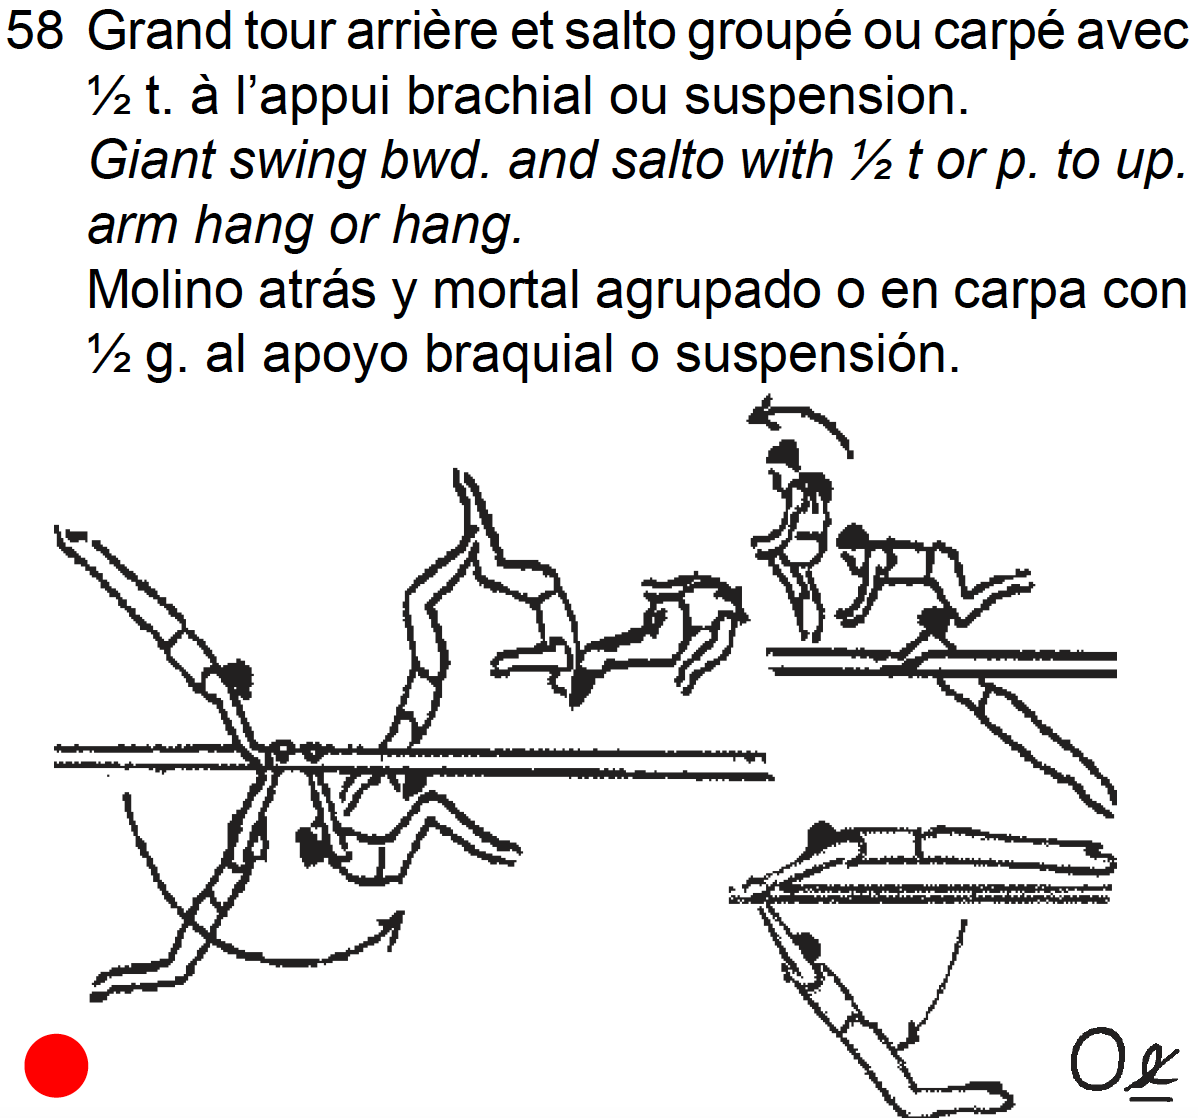 58 Grand tour arrière et salto groupé ou carpé avec
½ t. à l’appui brachial ou suspension.
Giant swing bwd. and salto with ½ t or p. to up.
arm hang or hang.
Molino atrás y mortal agrupado o en carpa con
½ g. al apoyo braquial o suspensión.